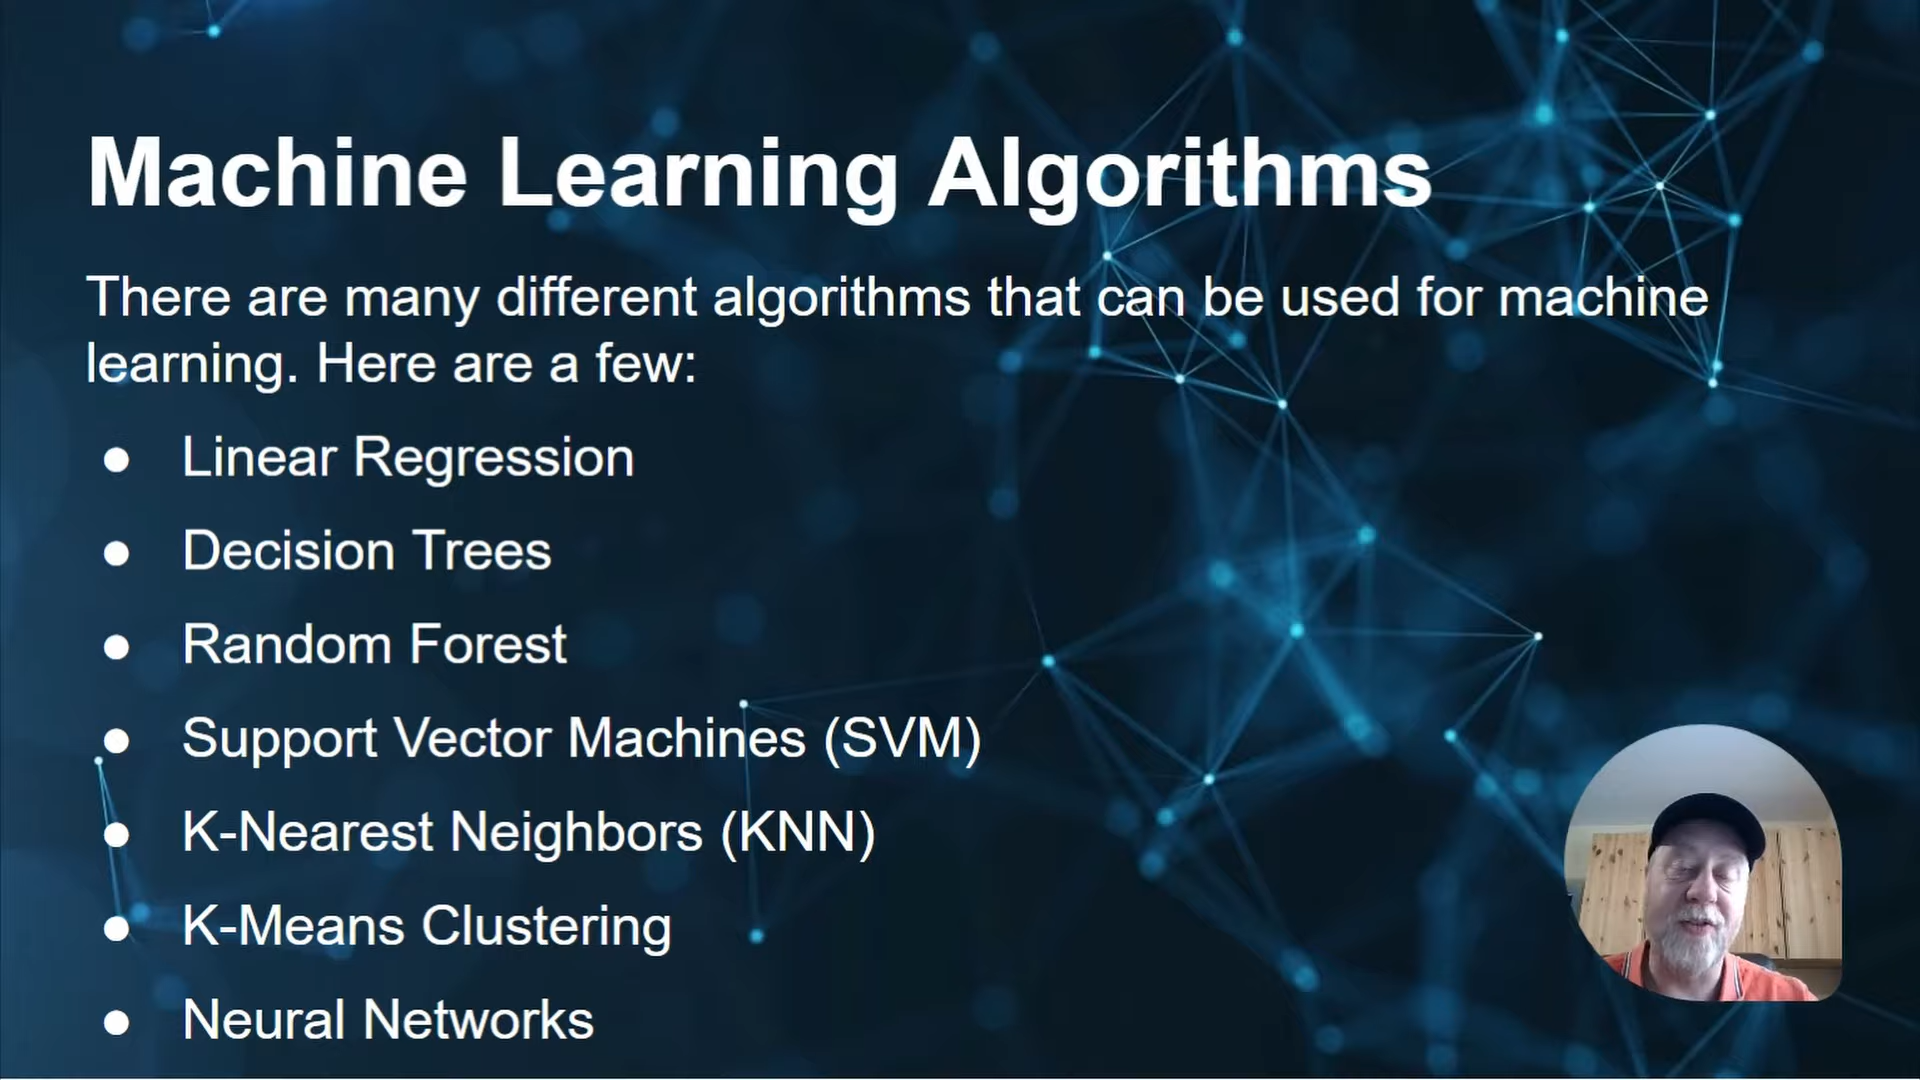 Machine Learning Algorithms
There are many different algorithms that can be used for machine
learning. Here are a few:
● Linear Regression
● Decision Trees
● Random Forest
● Support Vector Machines (SVM)
● K-Nearest Neighbors (KNN)
● K-Means Clustering
● Neural Networks